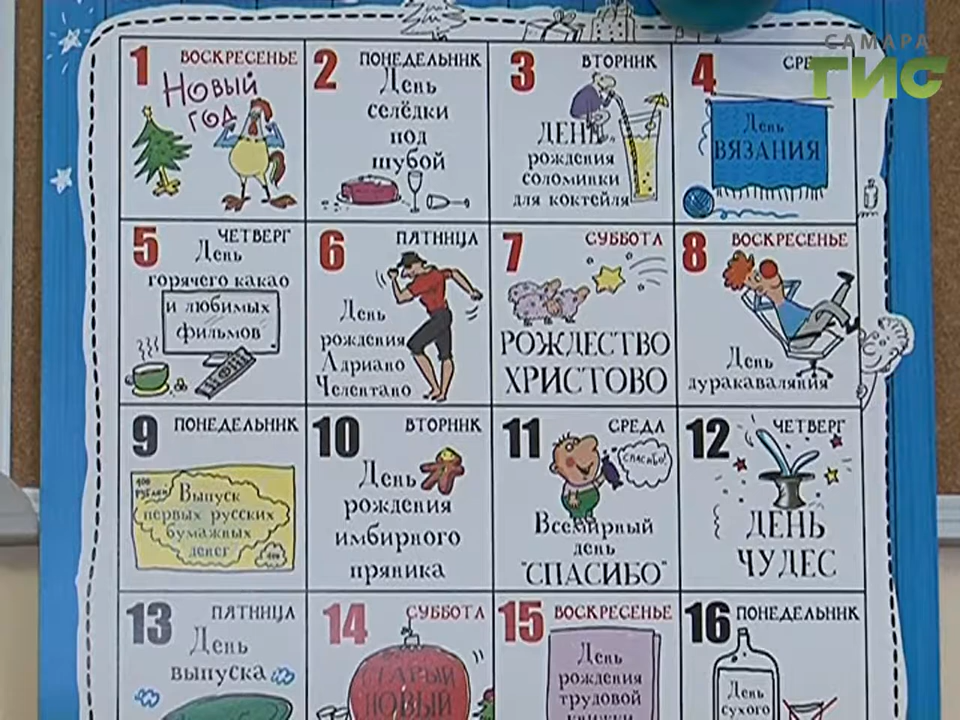 САМАРА
ГИС
1 ВОСКРЕСЕНЬЕ
Новый
год
2 ПОНЕДЕЛЬНИК
День
селёдки
под
шубой
3 ВТОРНИК
ДЕНЬ
рождения
соломинки
для коктейля
4
День
ВЯЗАНИЯ
5 ЧЕТВЕРГ
День
горячего какао
и любимых
фильмов
6 ПЯТНИЦА
День
рождения
Адриано
Челентано
7 СУББОТА
РОЖДЕСТВО
ХРИСТОВО
8 ВОСКРЕСЕНЬЕ
День
дуракаваляния
9 ПОНЕДЕЛЬНИК
Выпуск
первых русских
бумажных
денег
10 ВТОРНИК
День
рождения
имбирного
пряника
11 СРЕДА
СПАСИБО!
Всемирный
день
"СПАСИБО"
12 ЧЕТВЕРГ
ДЕНЬ
ЧУДЕС
13 ПЯТНИЦА
День
выпуска
14 СУББОТА
СТАРЫЙ
НОВЫЙ
15 ВОСКРЕСЕНЬЕ
День
рождения
трудовой
16 ПОНЕДЕЛЬНИК
День
сухого